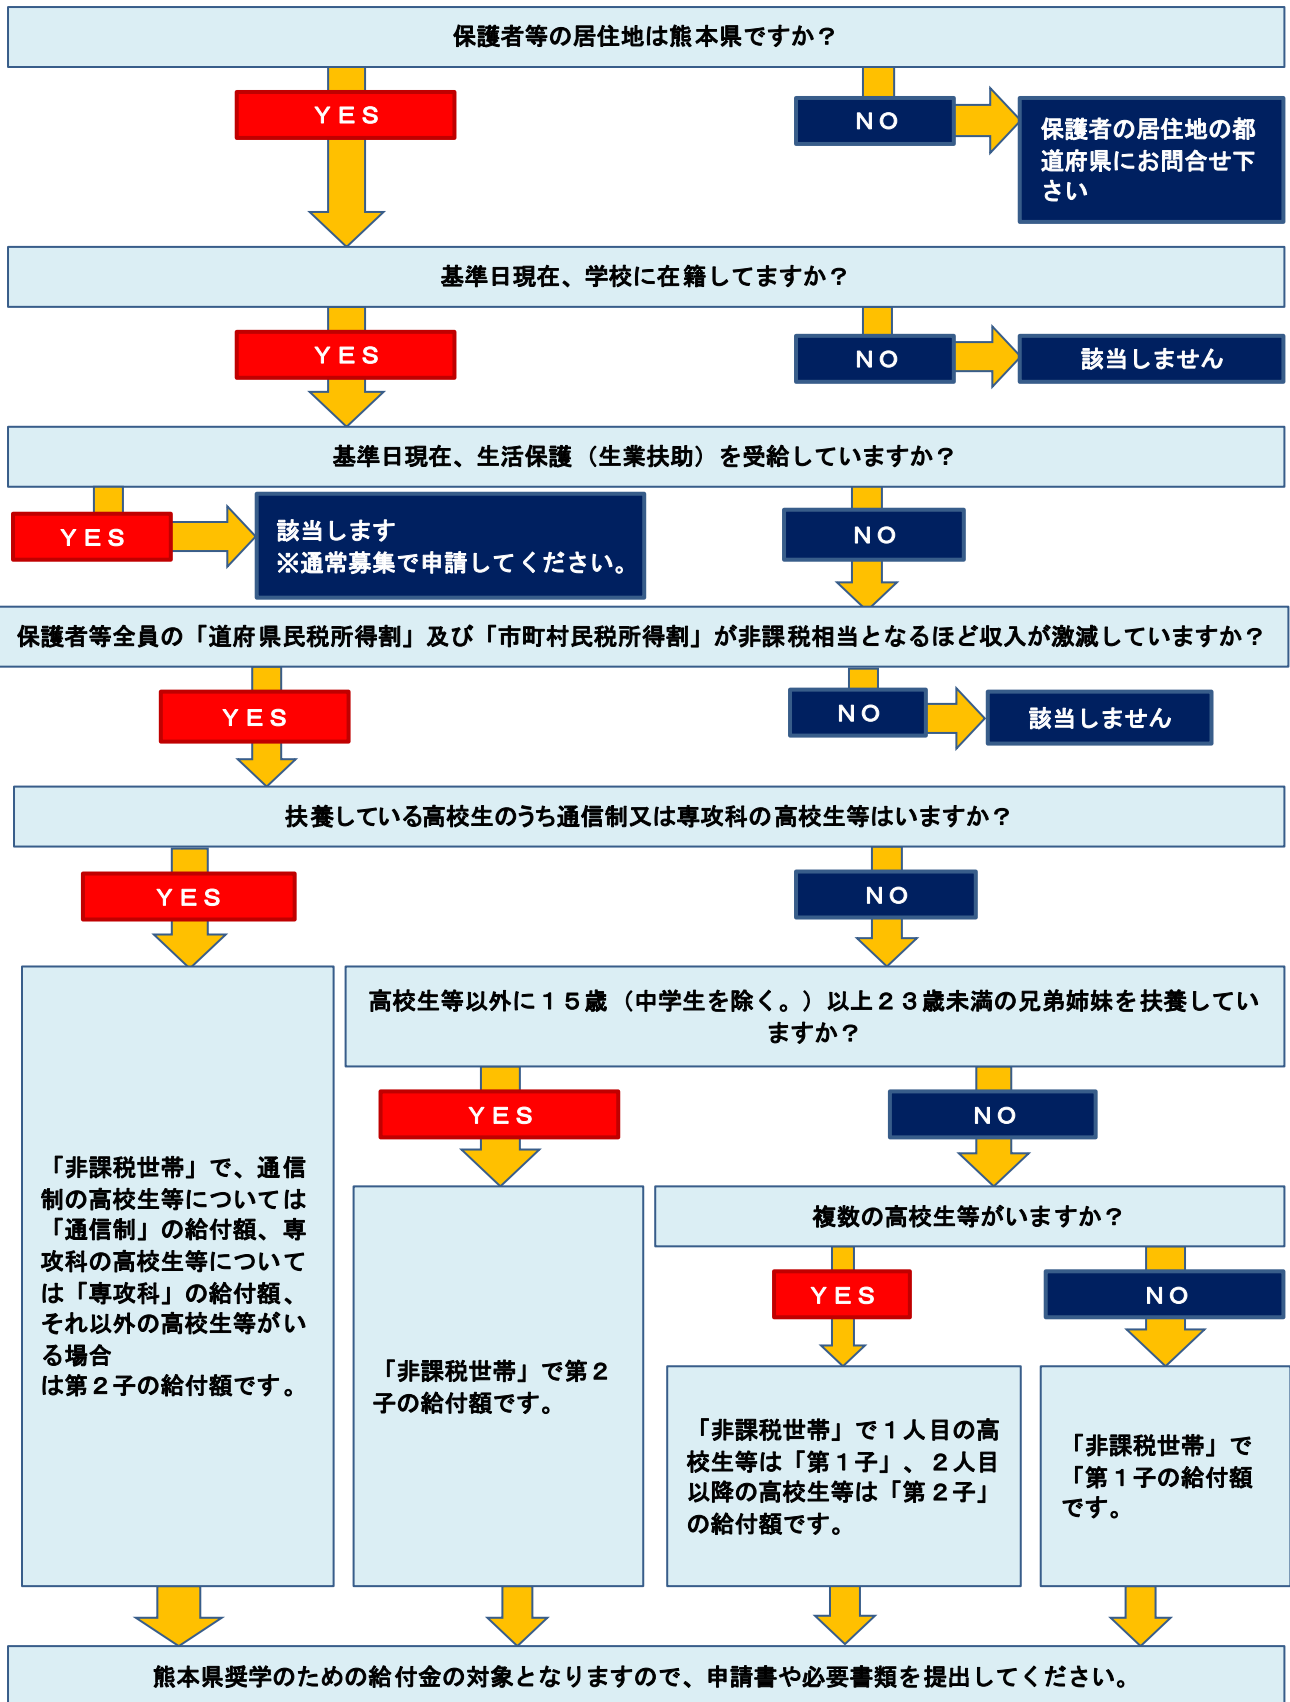 保護者等の居住地は熊本県ですか？
ＹＥＳ
ＮＯ
保護者の居住地の都
道府県にお問合せ下
さい
基準日現在、学校に在籍してますか？
ＹＥＳ
ＮＯ
該当しません
基準日現在、生活保護（生業扶助）を受給していますか？
ＹＥＳ
該当します
※通常募集で申請してください。
ＮＯ
保護者等全員の「道府県民税所得割」及び「市町村民税所得割」が非課税相当となるほど収入が激減していますか？
ＹＥＳ
ＮＯ
該当しません
扶養している高校生のうち通信制又は専攻科の高校生等はいますか？
ＹＥＳ
ＮＯ
「非課税世帯」で、通信
制の高校生等については
「通信制」の給付額、専
攻科の高校生等について
は「専攻科」の給付額、
それ以外の高校生等がい
る場合
は第２子の給付額です。
高校生等以外に１５歳（中学生を除く。）以上２３歳未満の兄弟姉妹を扶養してい
ますか？
ＹＥＳ
ＮＯ
「非課税世帯」で第２
子の給付額です。
複数の高校生等がいますか？
ＹＥＳ
ＮＯ
「非課税世帯」で１人目の高
校生等は「第１子」、２人目
以降の高校生等は「第２子」
の給付額です。
「非課税世帯」で
「第１子の給付額
です。
熊本県奨学のための給付金の対象となりますので、申請書や必要書類を提出してください。